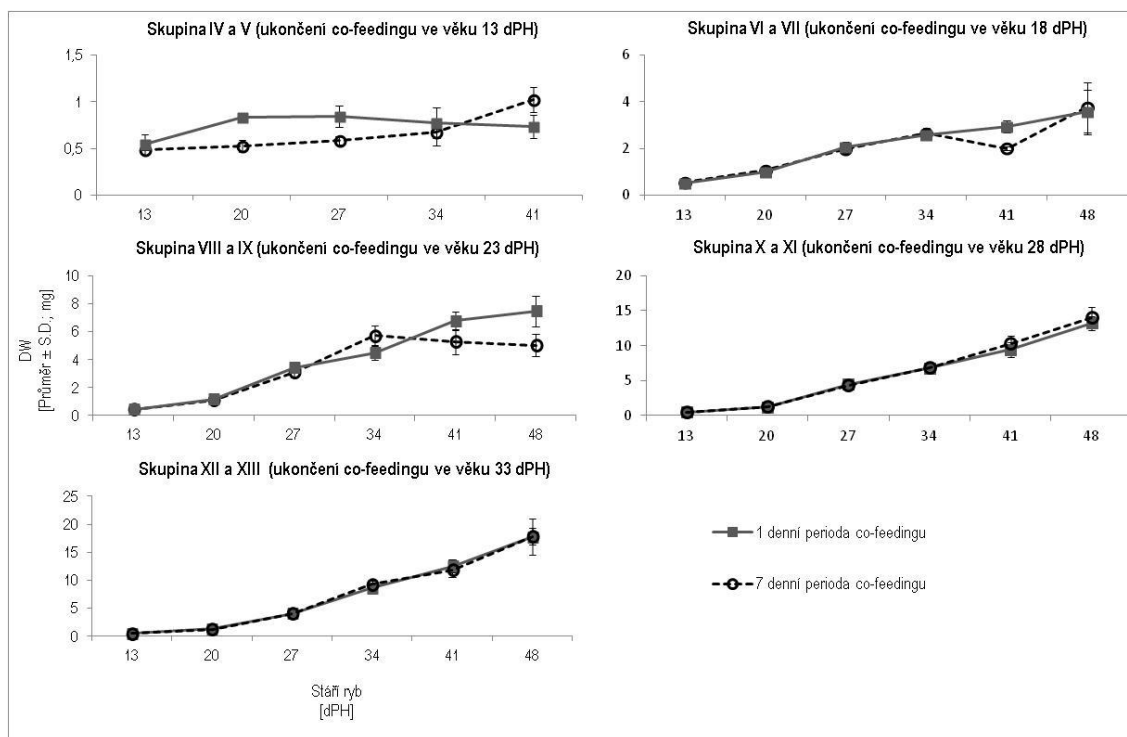 Skupina IV a V (ukončení co-feedingu ve věku 13 dPH)
1,5
1
0,5
0
13 20 27 34 41
Skupina VI a VII (ukončení co-feedingu ve věku 18 dPH)
6
4
2
0
13 20 27 34 41 48
Skupina VIII a IX (ukončení co-feedingu ve věku 23 dPH)
DW
[Průměr ± S.D.; mg]
10
8
6
4
2
0
13 20 27 34 41 48
Skupina X a XI (ukončení co-feedingu ve věku 28 dPH)
20
15
10
5
0
13 20 27 34 41 48
Skupina XII a XIII (ukončení co-feedingu ve věku 33 dPH)
25
20
15
10
5
0
13 20 27 34 41 48
Stáří ryb
[dPH]
1 denní perioda co-feedingu
7 denní perioda co-feedingu